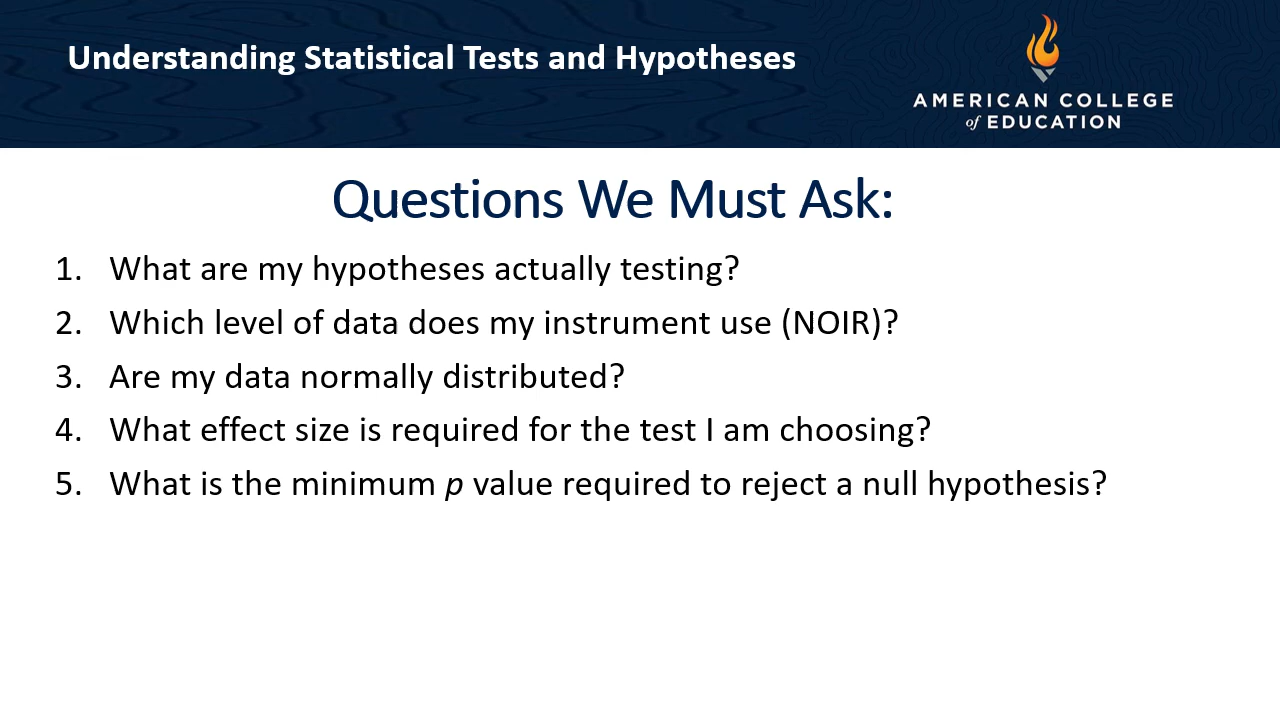 Understanding Statistical Tests and Hypotheses
AMERICAN COLLEGE
of EDUCATION
Questions We Must Ask:
1. What are my hypotheses actually testing?
2. Which level of data does my instrument use (NOIR)?
3. Are my data normally distributed?
4. What effect size is required for the test I am choosing?
5. What is the minimum p value required to reject a null hypothesis?